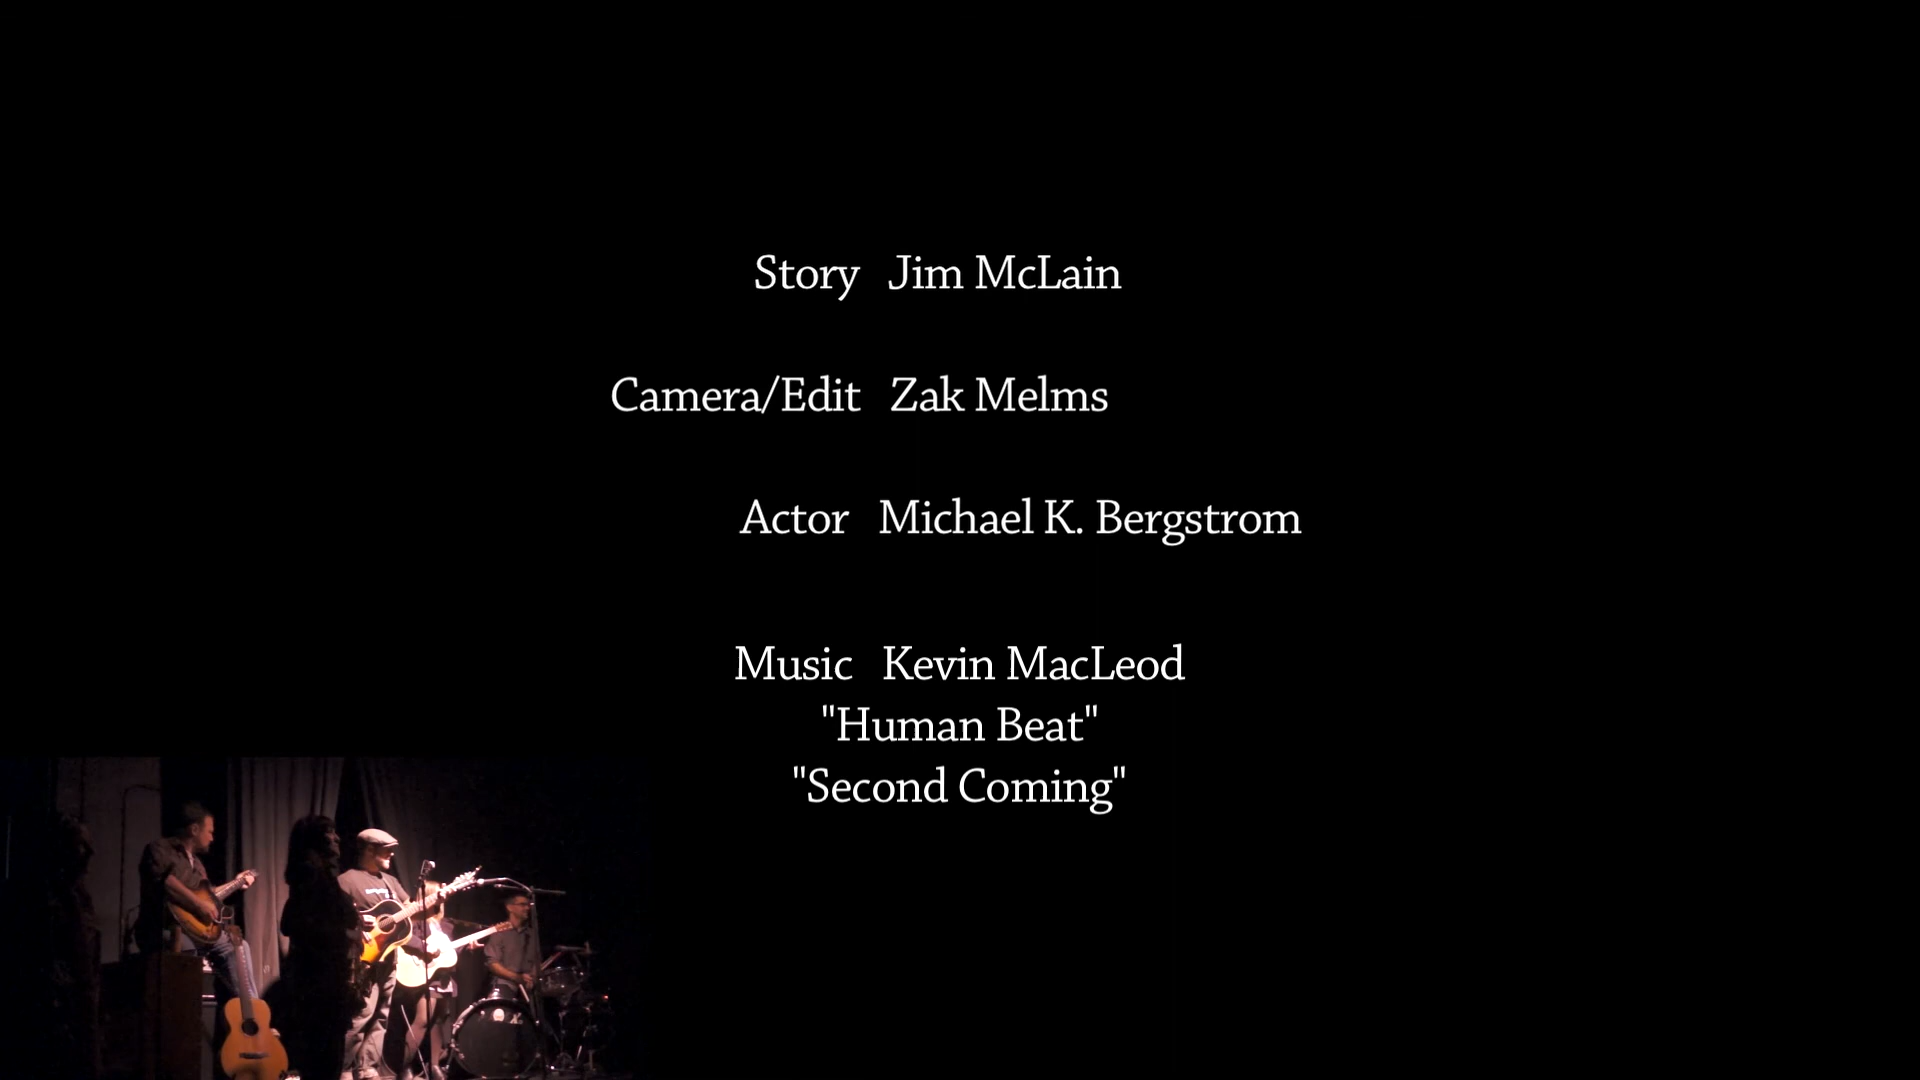 Story Jim McLain
Camera/Edit Zak Melms
Actor Michael K. Bergstrom
Music Kevin MacLeod
"Human Beat"
"Second Coming"